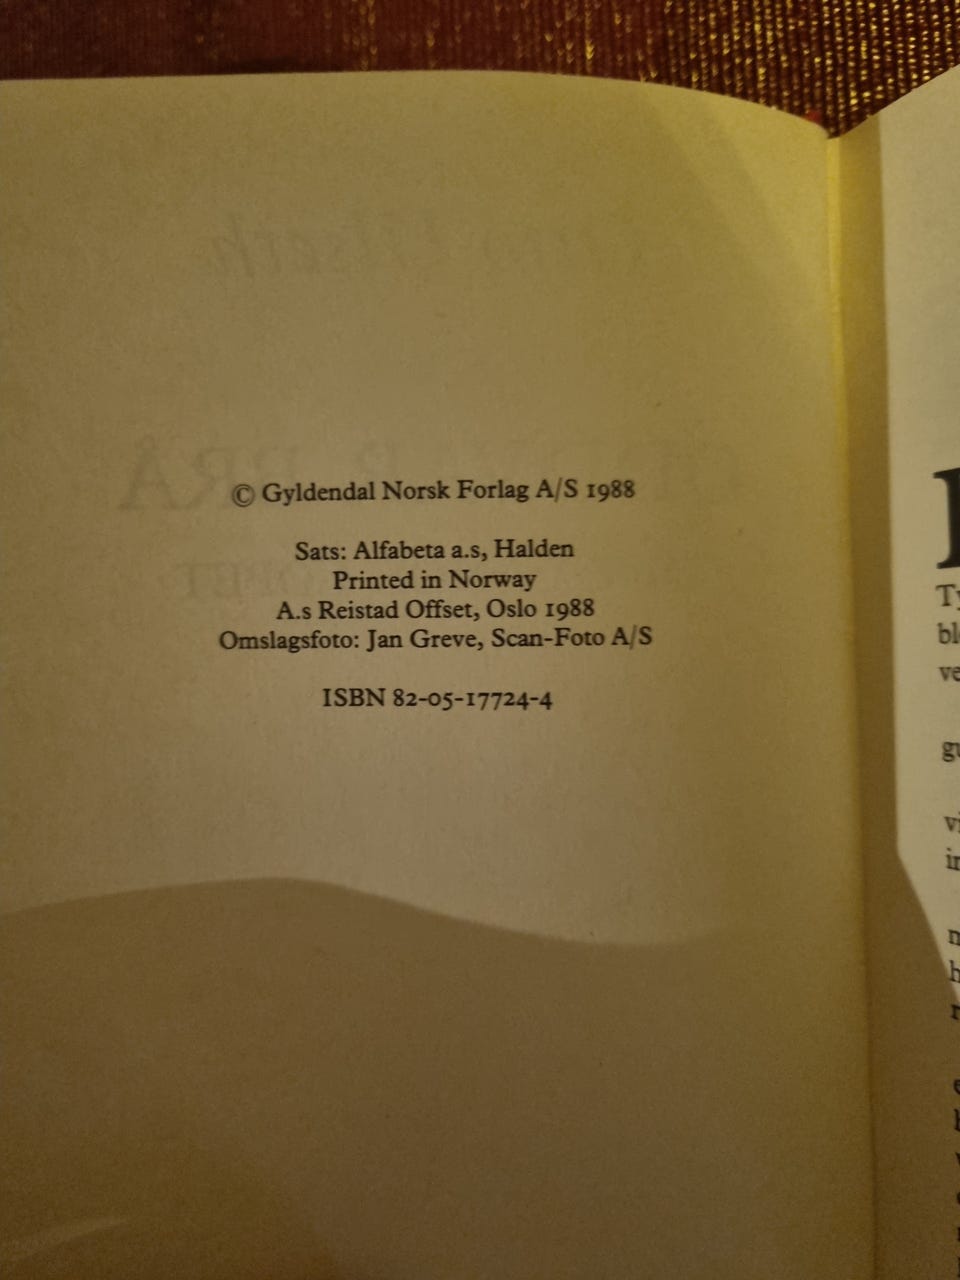 © Gyldendal Norsk Forlag A/S 1988
Sats: Alfabeta a.s, Halden
Printed in Norway
A.s Reistad Offset, Oslo 1988
Omslagsfoto: Jan Greve, Scan-Foto A/S
ISBN 82-05-17724-4